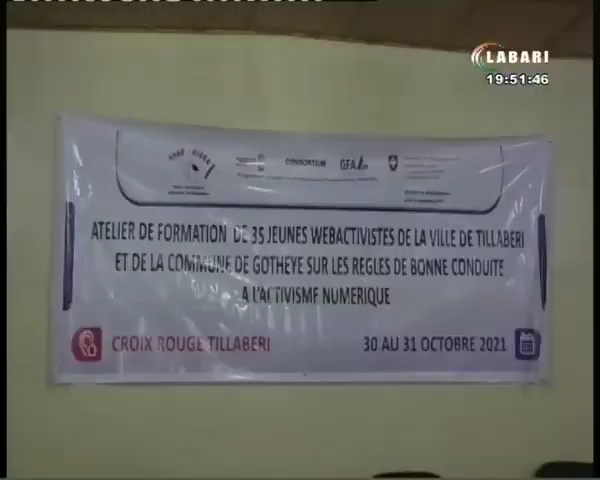 LABARI
19:51:46
CONSORTIUM GFA
ATELIER DE FORMATION DE 35 JEUNES WEBACTIVISTES DE LA VILLE DE TILLABERI
ET DE LA COMMUNE DE GOTHEYE SUR LES REGLES DE BONNE CONDUITE
A L'ACTIVISME NUMERIQUE
CROIX ROUGE TILLABERI
30 AU 31 OCTOBRE 2021